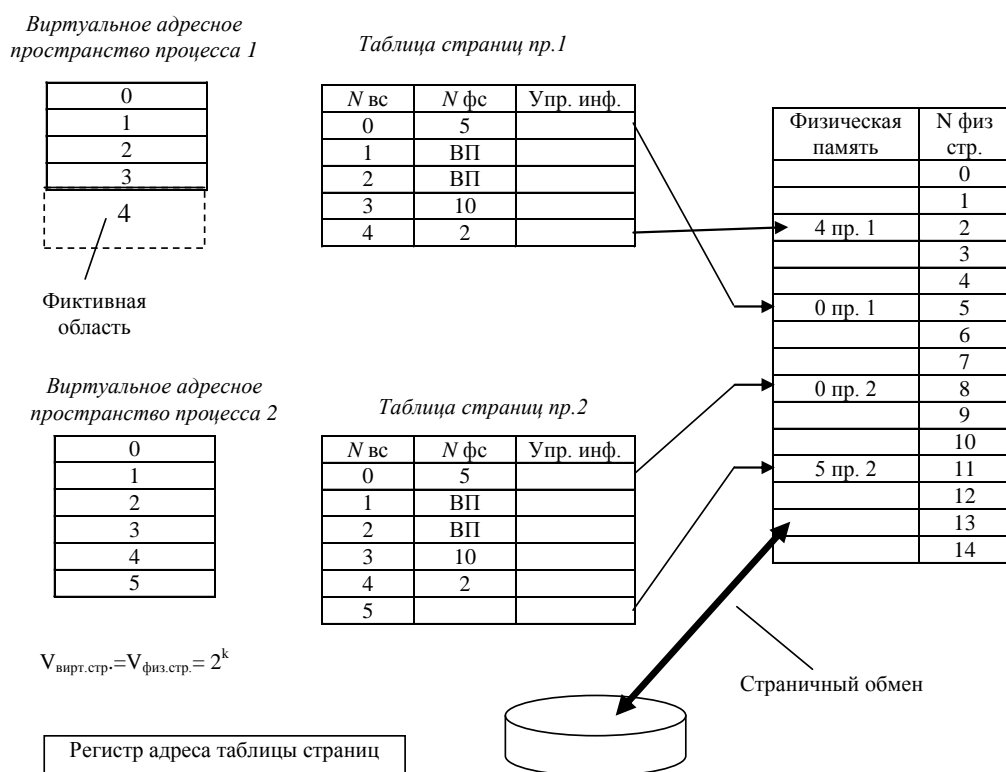 Виртуальное адресное
пространство процесса 1
0
1
2
3
4
Фиктивная
область
Таблица страниц пр.1
N вс N фс Упр. инф.
0 5
1 ВП
2 ВП
3 10
4 2
Физическая память N физ стр.
0
1
4 пр. 1 2
3
4
0 пр. 1 5
6
7
0 пр. 2 8
9
10
5 пр. 2 11
12
13
14
Виртуальное адресное
пространство процесса 2
0
1
2
3
4
5
Таблица страниц пр.2
N вс N фс Упр. инф.
0 5
1 ВП
2 ВП
3 10
4 2
5
Vвирт.стр.=Vфиз.стр.= 2^k
Страничный обмен
Регистр адреса таблицы страниц